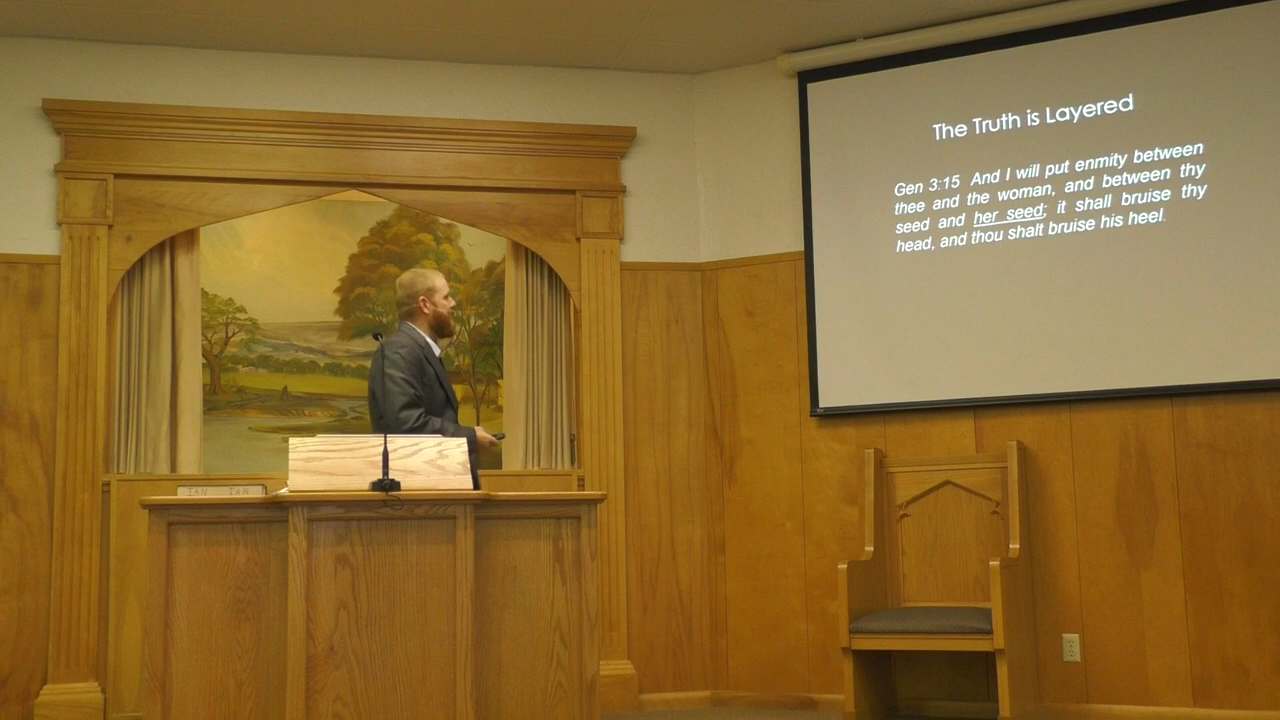 The Truth is Layered
Gen 3:15 And I will put enmity between
thee and the woman, and between thy
seed and her seed; it shall bruise thy
head, and thou shalt bruise his heel.